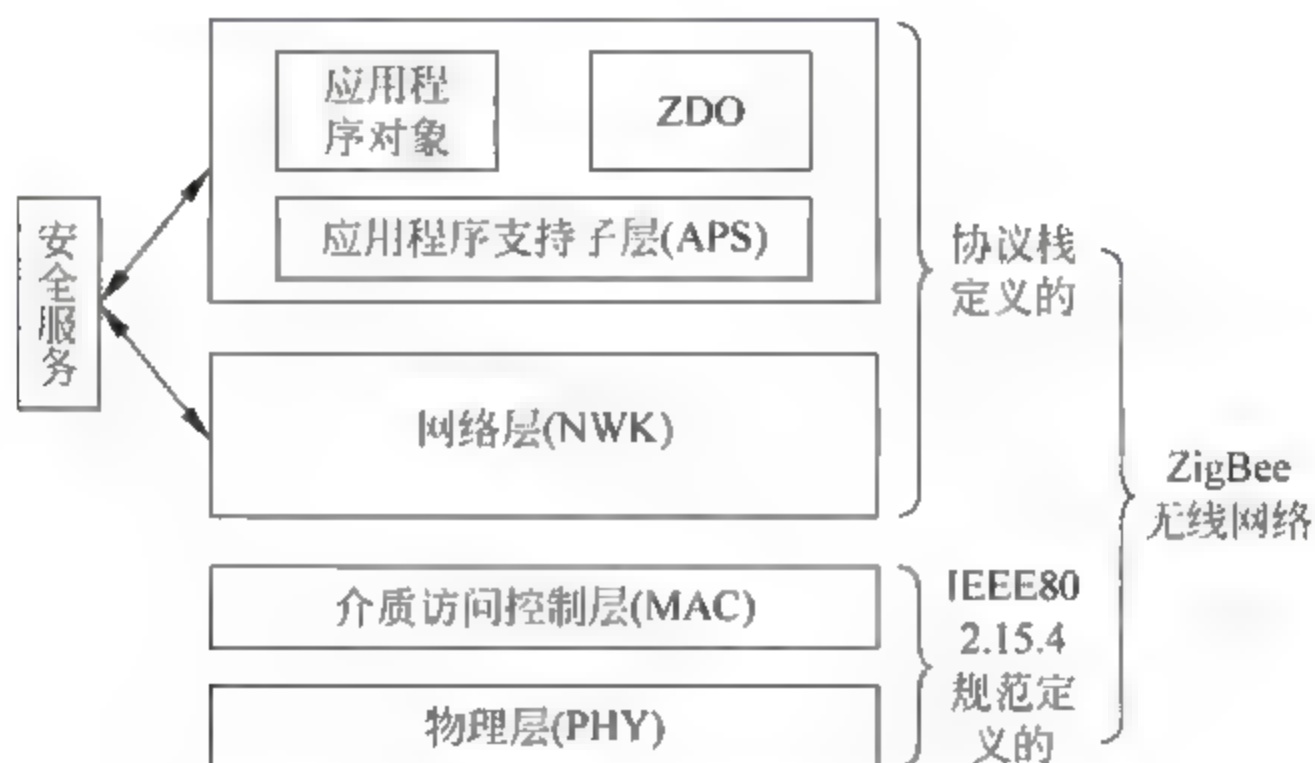 应用程
序对象
ZDO
应用程序支持子层(APS)
安
全
服
务
协议栈
定义的
网络层(NWK)
ZigBee
无线网络
介质访问控制层(MAC)
IEEE80
2.15.4
规范定
义的
物理层(PHY)